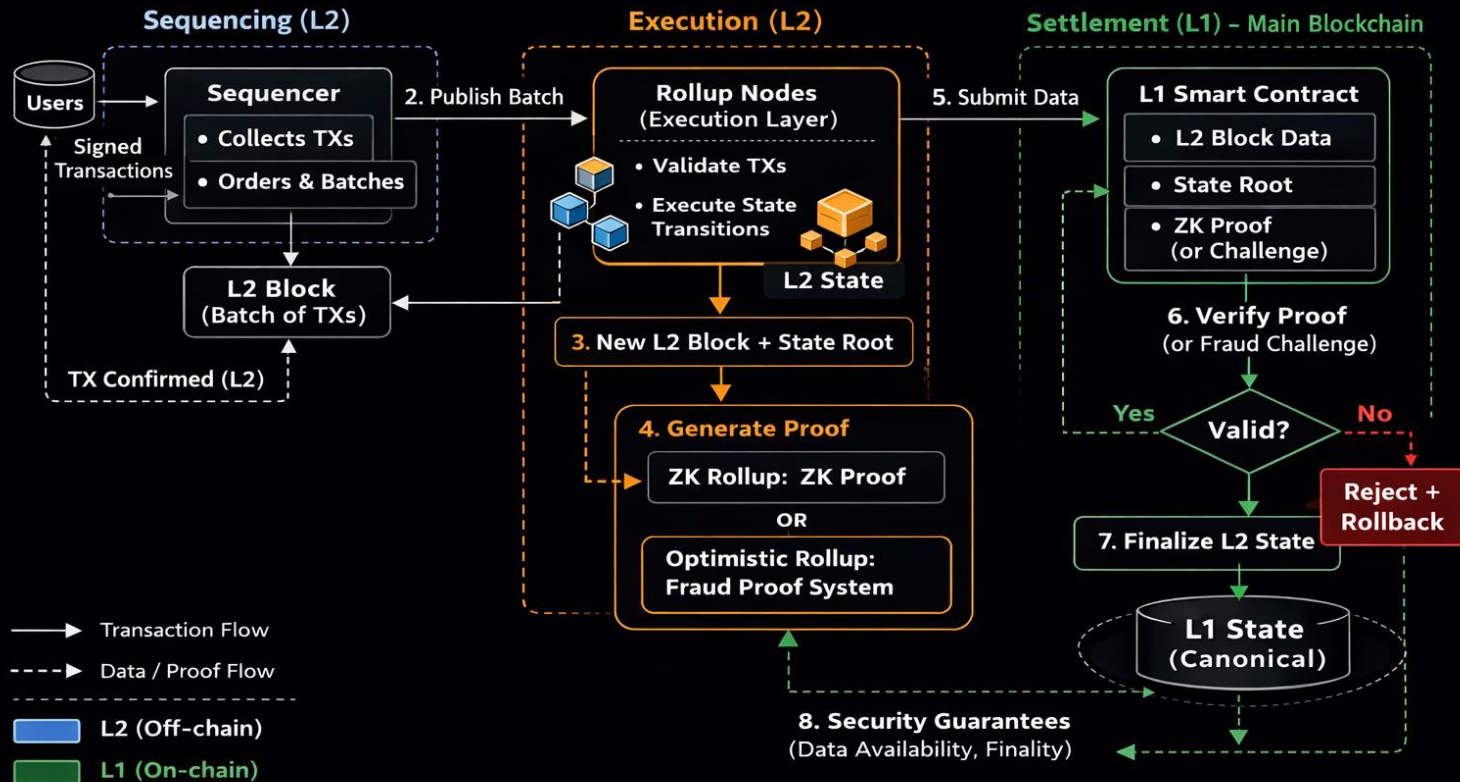 Sequencing (L2)
Users
Signed
Transactions
Sequencer
• Collects TXs
• Orders & Batches
L2 Block
(Batch of TXs)
TX Confirmed (L2)
2. Publish Batch
Execution (L2)
Rollup Nodes
(Execution Layer)
• Validate TXs
• Execute State
Transitions
L2 State
3. New L2 Block + State Root
4. Generate Proof
ZK Rollup: ZK Proof
OR
Optimistic Rollup:
Fraud Proof System
5. Submit Data
Settlement (L1) – Main Blockchain
L1 Smart Contract
• L2 Block Data
• State Root
• ZK Proof
(or Challenge)
6. Verify Proof
(or Fraud Challenge)
Yes
Valid?
No
Reject +
Rollback
7. Finalize L2 State
L1 State
(Canonical)
8. Security Guarantees
(Data Availability, Finality)
Transaction Flow
Data / Proof Flow
L2 (Off-chain)
L1 (On-chain)